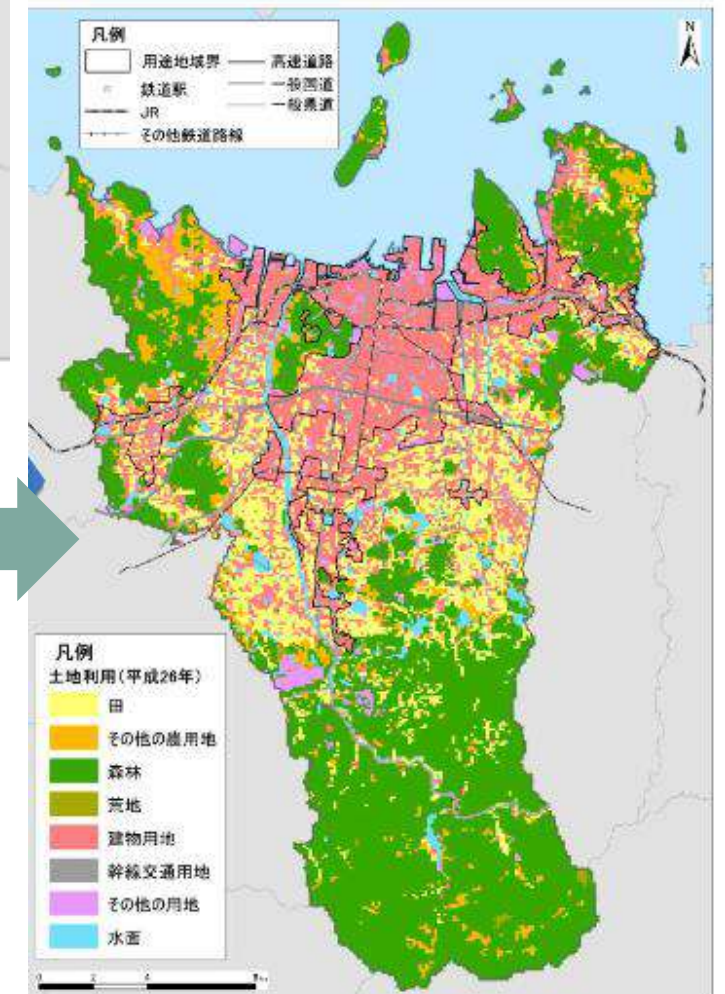 凡例
用途地域界
高速道路
鉄道駅
一般国道
JR
一般県道
その他鉄道路線
N
凡例
土地利用(平成26年)
田
その他の農用地
森林
荒地
建物用地
幹線交通用地
その他の用地
水面
0 2 4